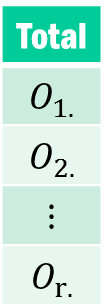 Total
O₁.
O₂.
⋮
Oᵣ.